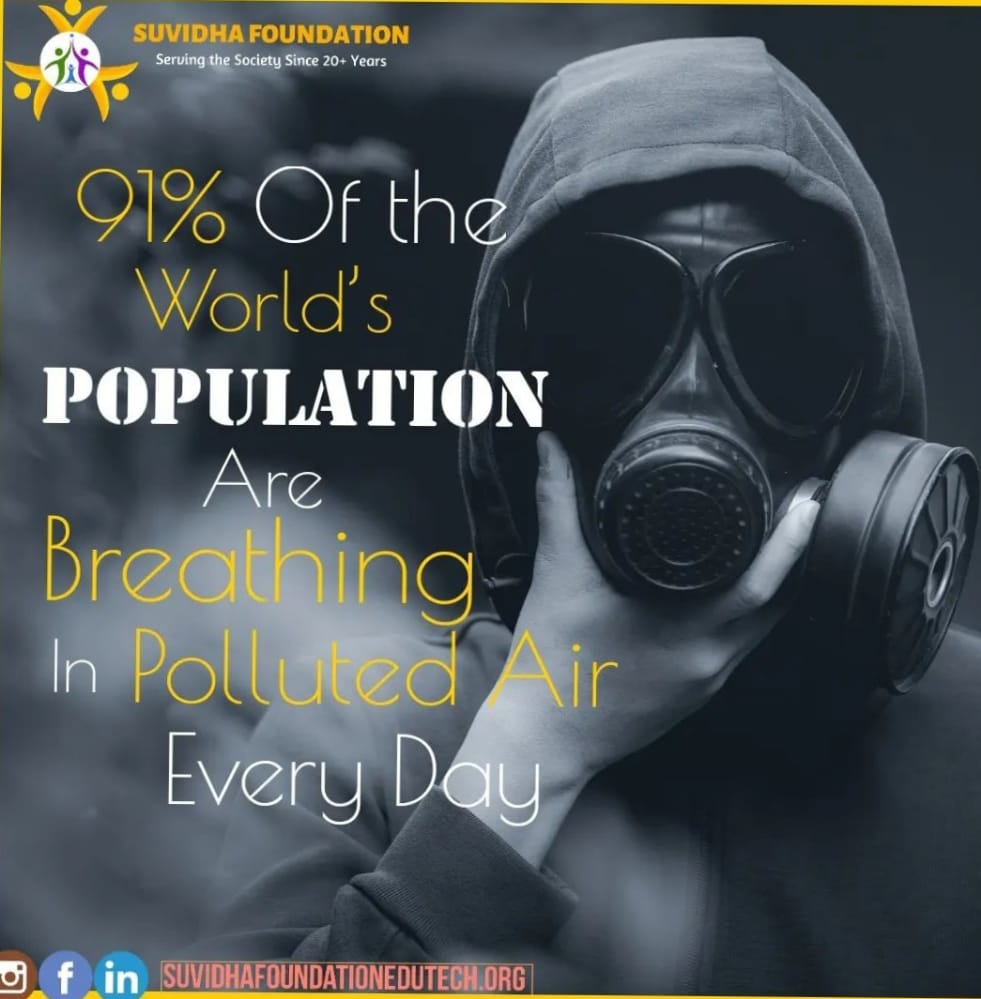 SUVIDHA FOUNDATION
Serving the Society Since 20+ Years
91% Of the
World's
POPULATION
Are
Breathing
In Polluted Air
Every Day
f in SUVIDHAFOUNDATIONEDUTECH.ORG